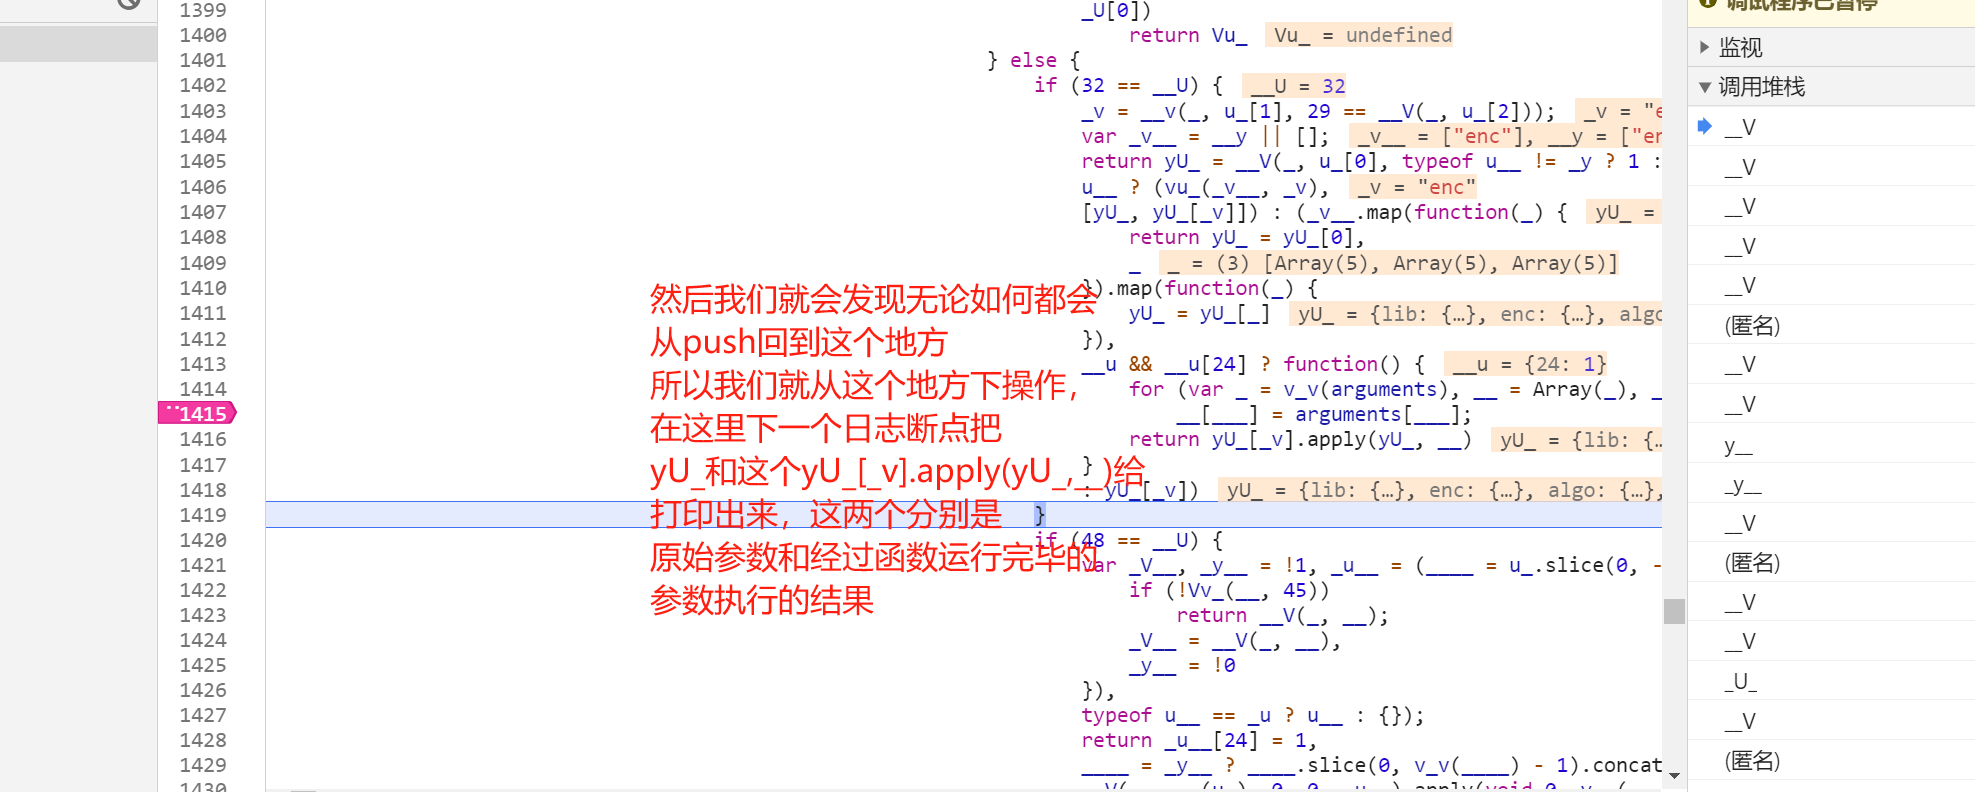 1399 _U[0])
1400 return Vu_ Vu_ = undefined
1401 } else {
1402 if (32 == __U) { __U = 32
1403 _v = __v(_, u_[1], 29 == __V(_, u_[2])); _v = "e
1404 var _v__ = __y || []; _v__ = ["enc"], __y = ["en
1405 return yU_ = __V(_, u_[0], typeof u__ != _y ? 1 :
1406 u__ ? (vu_(_v__, _v), _v = "enc"
1407 [yU_, yU_[_v]]) : (_v__.map(function(_) { yU_ =
1408 return yU_ = yU_[0],
1409 _ _ = (3) [Array(5), Array(5), Array(5)]
1410 }).map(function(_) {
1411 yU_ = yU_[_] yU_ = {lib: {…}, enc: {…}, algo
1412 }),
1413 __u && __u[24] ? function() { __u = {24: 1}
1414 for (var _ = v_v(arguments), __ = Array(_), _
1415 __[___] = arguments[___];
1416 return yU_[_v].apply(yU_, __) yU_ = {lib: {…
1417 }
1418 : yU_[_v]) yU_ = {lib: {…}, enc: {…}, algo: {…},
1419 }
1420 if (48 == __U) {
1421 var _V__, _y__ = !1, _u__ = (____ = u_.slice(0, -
1422 if (!Vv_(__, 45))
1423 return __V(_, __);
1424 _V__ = __V(_, __),
1425 _y__ = !0
1426 }),
1427 typeof u__ == _u ? u__ : {});
1428 return _u__[24] = 1,
1429 ____ = _y__ ? ____.slice(0, v_v(____) - 1).concat
1430
然后我们就会发现无论如何都会
从push回到这个地方
所以我们就从这个地方下操作，
在这里下一个日志断点把
yU_和这个yU_[_v].apply(yU_,__)给
打印出来，这两个分别是
原始参数和经过函数运行完毕的
参数执行的结果
调试程序已暂停
监视
调用堆栈
__V
__V
__V
__V
__V
(匿名)
__V
__V
y__
_y__
__V
(匿名)
__V
__V
_U_
__V
(匿名)